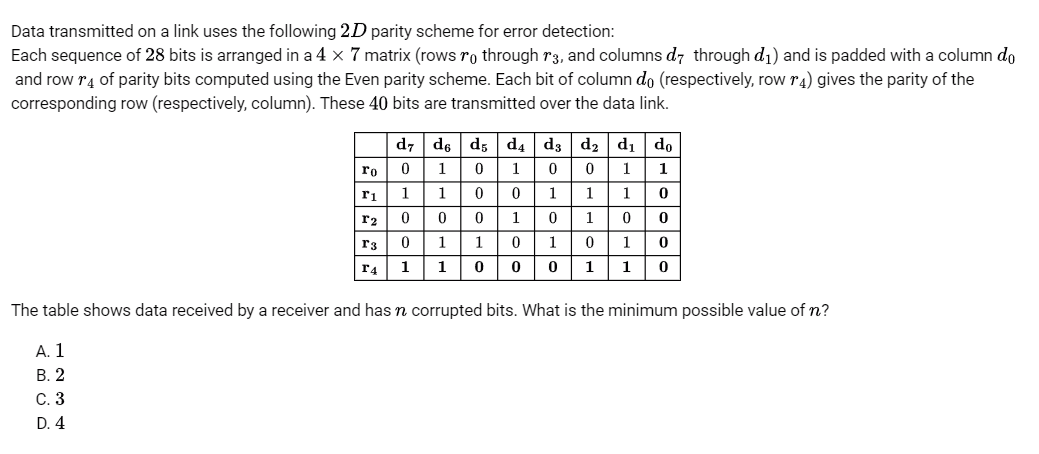 Data transmitted on a link uses the following 2D parity scheme for error detection:
Each sequence of 28 bits is arranged in a 4 × 7 matrix (rows r₀ through r₃, and columns d₇ through d₁) and is padded with a column d₀
and row r₄ of parity bits computed using the Even parity scheme. Each bit of column d₀ (respectively, row r₄) gives the parity of the
corresponding row (respectively, column). These 40 bits are transmitted over the data link.
d₇ d₆ d₅ d₄ d₃ d₂ d₁ d₀
r₀ 0 1 0 1 0 0 1 1
r₁ 1 1 0 0 1 1 1 0
r₂ 0 0 0 1 0 1 0 0
r₃ 0 1 1 0 1 0 1 0
r₄ 1 1 0 0 0 1 1 0
The table shows data received by a receiver and has n corrupted bits. What is the minimum possible value of n?
A. 1
B. 2
C. 3
D. 4